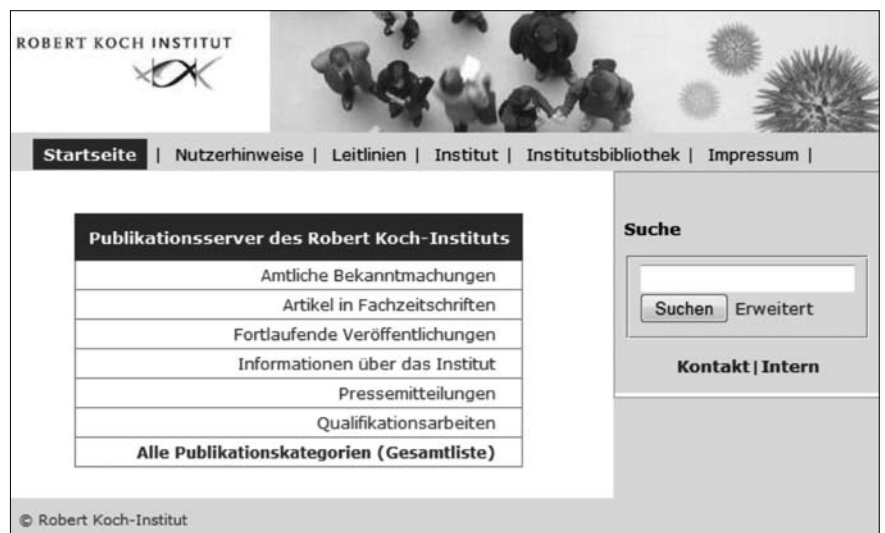 ROBERT KOCH INSTITUT
Startseite | Nutzerhinweise | Leitlinien | Institut | Institutsbibliothek | Impressum |
Publikationsserver des Robert Koch-Instituts
Amtliche Bekanntmachungen
Artikel in Fachzeitschriften
Fortlaufende Veröffentlichungen
Informationen über das Institut
Pressemitteilungen
Qualifikationsarbeiten
Alle Publikationskategorien (Gesamtliste)
Suche
Suchen Erweitert
Kontakt | Intern
© Robert Koch-Institut